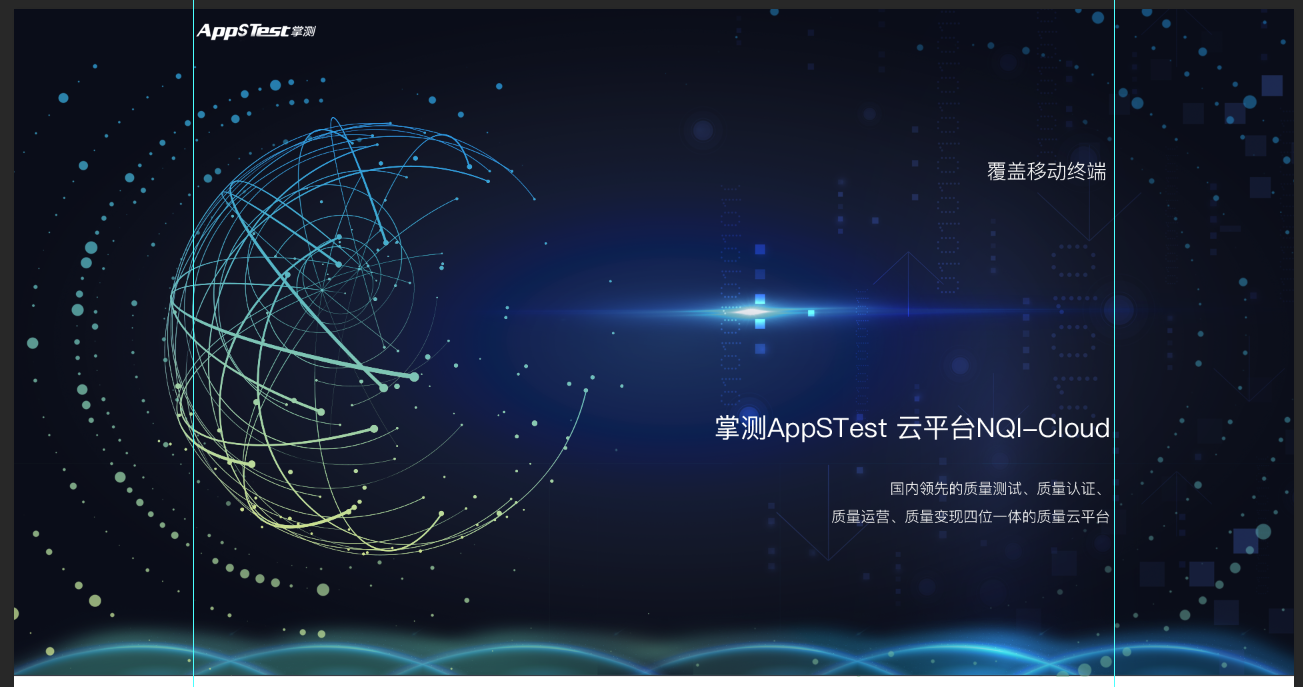 AppSTest掌测
覆盖移动终端
掌测AppSTest 云平台NQI-Cloud
国内领先的质量测试、质量认证、
质量运营、质量变现四位一体的质量云平台